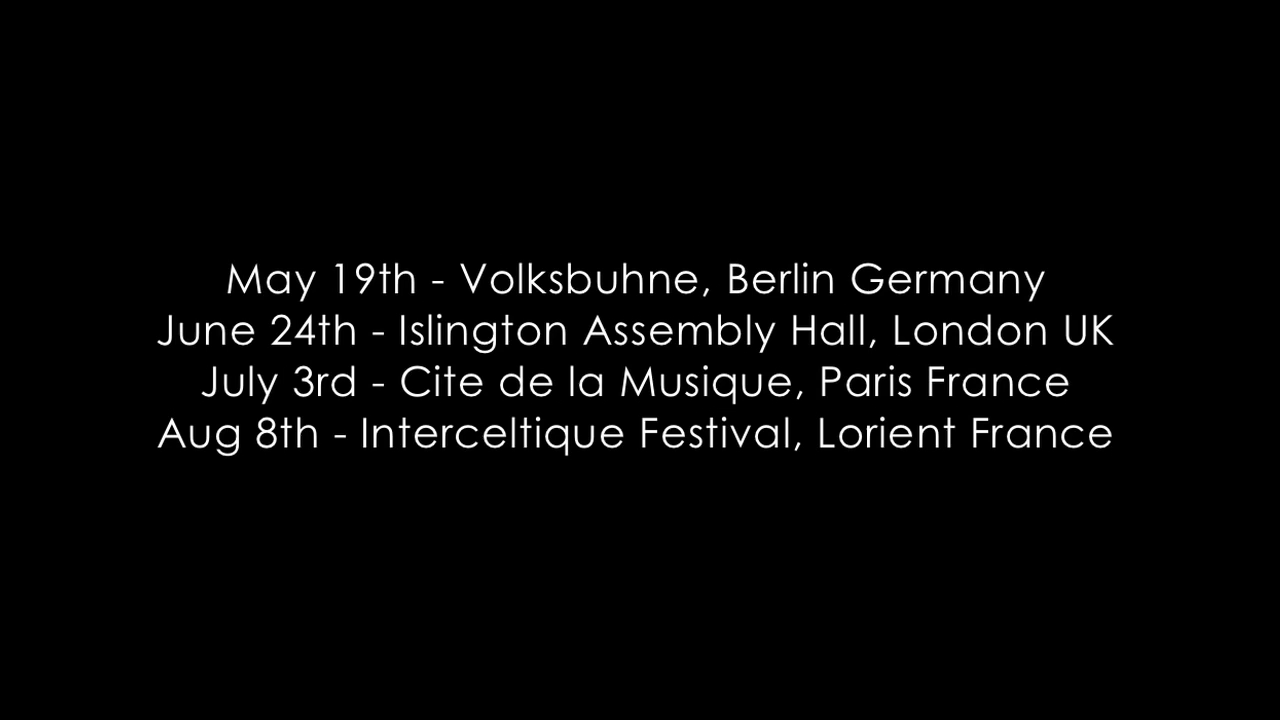 May 19th - Volksbuhne, Berlin Germany
June 24th - Islington Assembly Hall, London UK
July 3rd - Cite de la Musique, Paris France
Aug 8th - Interceltique Festival, Lorient France